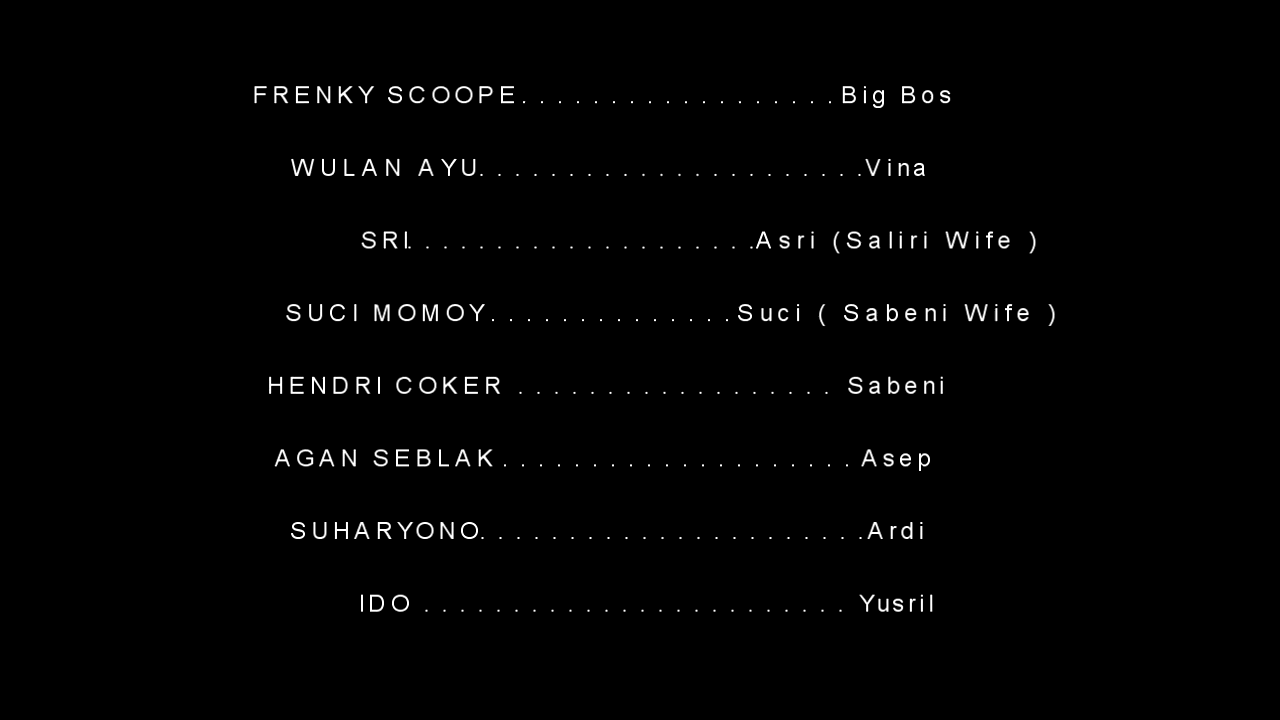 FRENKY SCOOPE. . . . . . . . . . . . . . . . . . Big Bos
WULAN AYU. . . . . . . . . . . . . . . . . . . . . .Vina
SRI. . . . . . . . . . . . . . . . . . . .Asri (Saliri Wife )
SUCI MOMOY. . . . . . . . . . . . . . Suci ( Sabeni Wife )
HENDRI COKER . . . . . . . . . . . . . . . . . . Sabeni
AGAN SEBLAK . . . . . . . . . . . . . . . . . . . . Asep
SUHARYONO. . . . . . . . . . . . . . . . . . . . . .Ardi
IDO . . . . . . . . . . . . . . . . . . . . . . . . Yusril